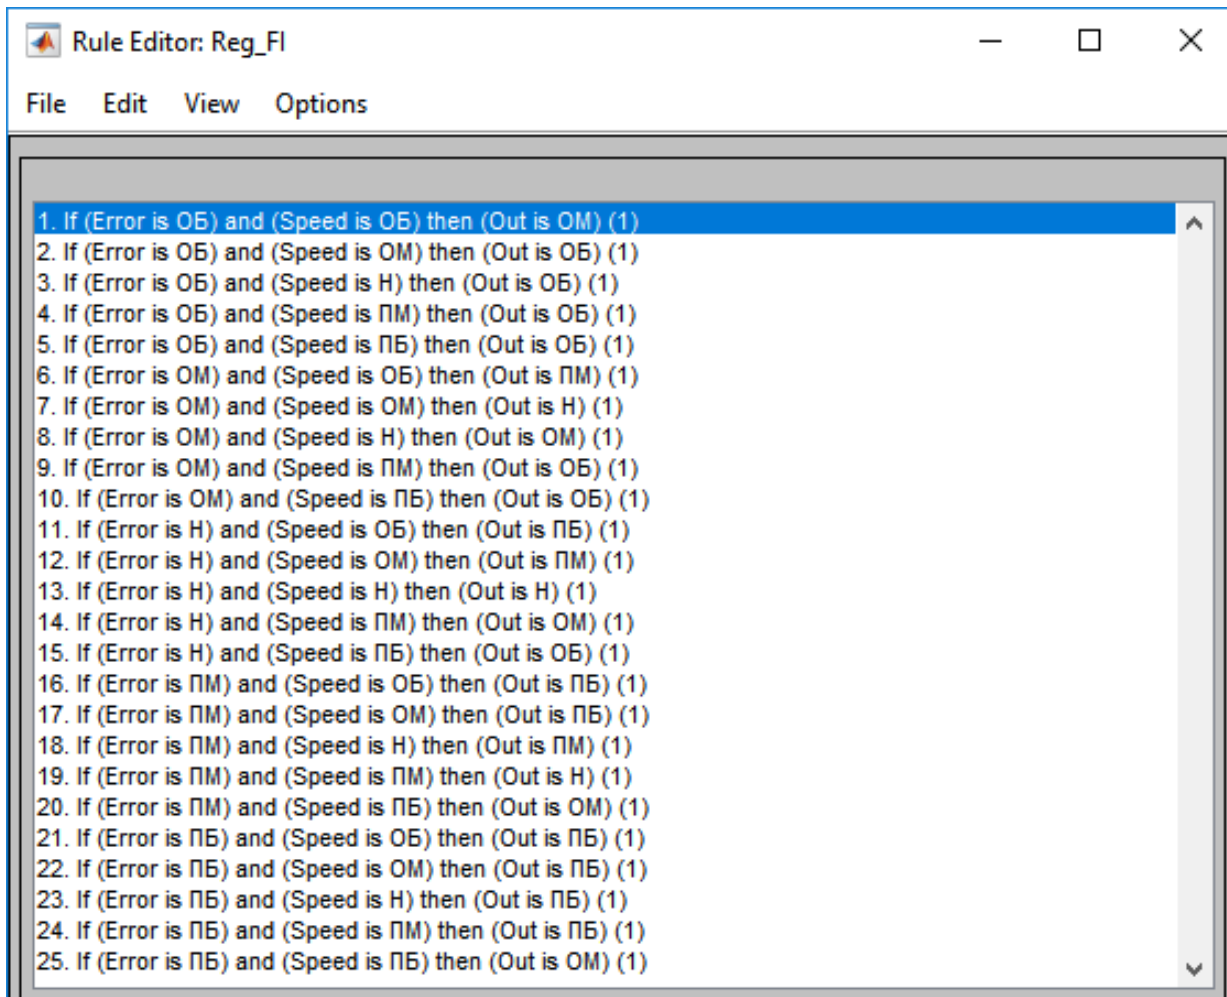 Rule Editor: Reg_FI
File Edit View Options
1. If (Error is ОБ) and (Speed is ОБ) then (Out is ОМ) (1)
2. If (Error is ОБ) and (Speed is ОМ) then (Out is ОБ) (1)
3. If (Error is ОБ) and (Speed is Н) then (Out is ОБ) (1)
4. If (Error is ОБ) and (Speed is ПМ) then (Out is ОБ) (1)
5. If (Error is ОБ) and (Speed is ПБ) then (Out is ОБ) (1)
6. If (Error is ОМ) and (Speed is ОБ) then (Out is ПМ) (1)
7. If (Error is ОМ) and (Speed is ОМ) then (Out is Н) (1)
8. If (Error is ОМ) and (Speed is Н) then (Out is ОМ) (1)
9. If (Error is ОМ) and (Speed is ПМ) then (Out is ОБ) (1)
10. If (Error is ОМ) and (Speed is ПБ) then (Out is ОБ) (1)
11. If (Error is Н) and (Speed is ОБ) then (Out is ПБ) (1)
12. If (Error is Н) and (Speed is ОМ) then (Out is ПМ) (1)
13. If (Error is Н) and (Speed is Н) then (Out is Н) (1)
14. If (Error is Н) and (Speed is ПМ) then (Out is ОМ) (1)
15. If (Error is Н) and (Speed is ПБ) then (Out is ОБ) (1)
16. If (Error is ПМ) and (Speed is ОБ) then (Out is ПБ) (1)
17. If (Error is ПМ) and (Speed is ОМ) then (Out is ПБ) (1)
18. If (Error is ПМ) and (Speed is Н) then (Out is ПМ) (1)
19. If (Error is ПМ) and (Speed is ПМ) then (Out is Н) (1)
20. If (Error is ПМ) and (Speed is ПБ) then (Out is ОМ) (1)
21. If (Error is ПБ) and (Speed is ОБ) then (Out is ПБ) (1)
22. If (Error is ПБ) and (Speed is ОМ) then (Out is ПБ) (1)
23. If (Error is ПБ) and (Speed is Н) then (Out is ПБ) (1)
24. If (Error is ПБ) and (Speed is ПМ) then (Out is ПБ) (1)
25. If (Error is ПБ) and (Speed is ПБ) then (Out is ОМ) (1)